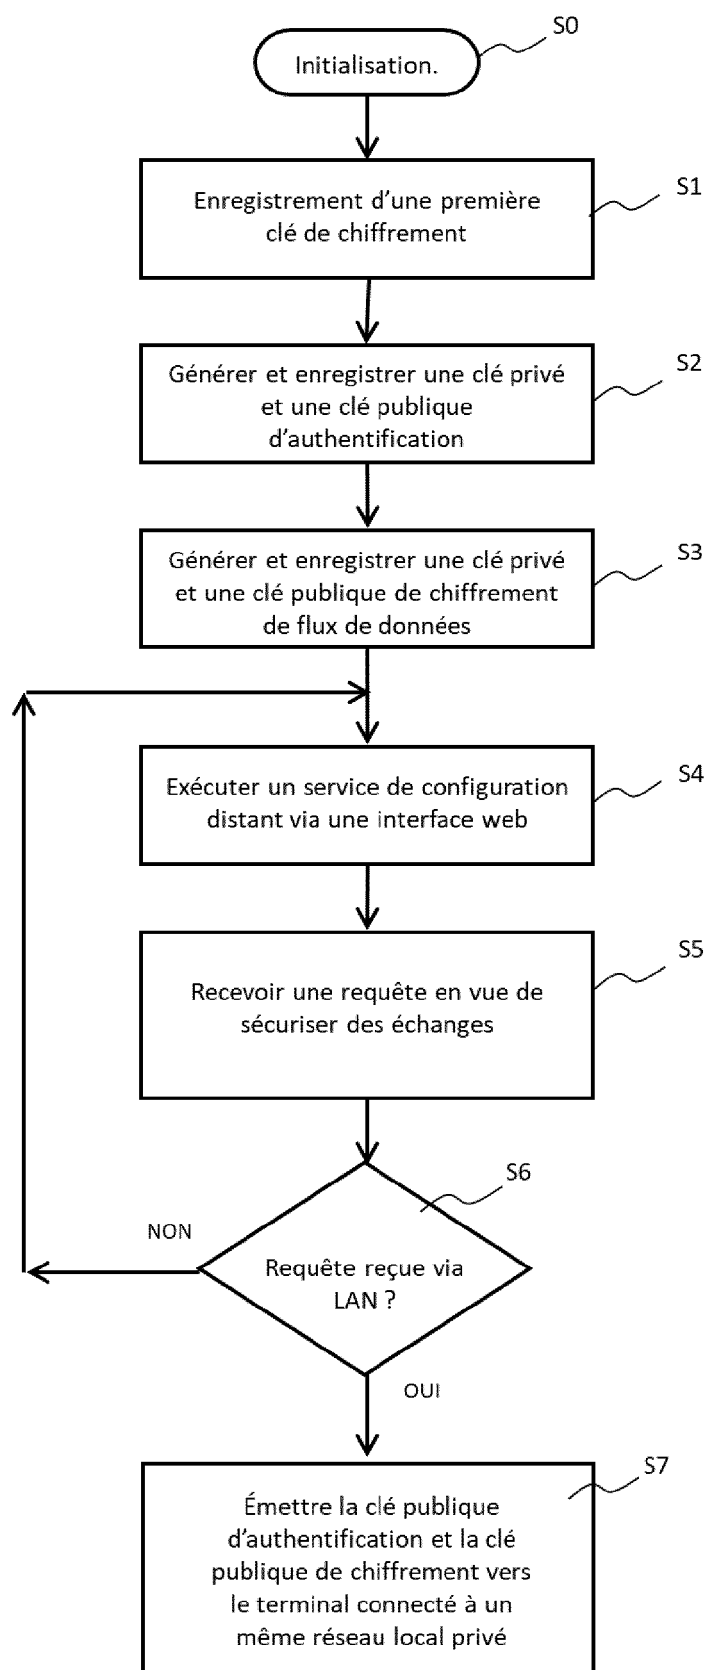 S0
Initialisation.
S1
Enregistrement d'une première
clé de chiffrement
S2
Générer et enregistrer une clé privé
et une clé publique
d'authentification
S3
Générer et enregistrer une clé privé
et une clé publique de chiffrement
de flux de données
S4
Exécuter un service de configuration
distant via une interface web
S5
Recevoir une requête en vue de
sécuriser des échanges
S6
NON
Requête reçue via
LAN ?
OUI
S7
Émettre la clé publique
d'authentification et la clé
publique de chiffrement vers
le terminal connecté à un
même réseau local privé